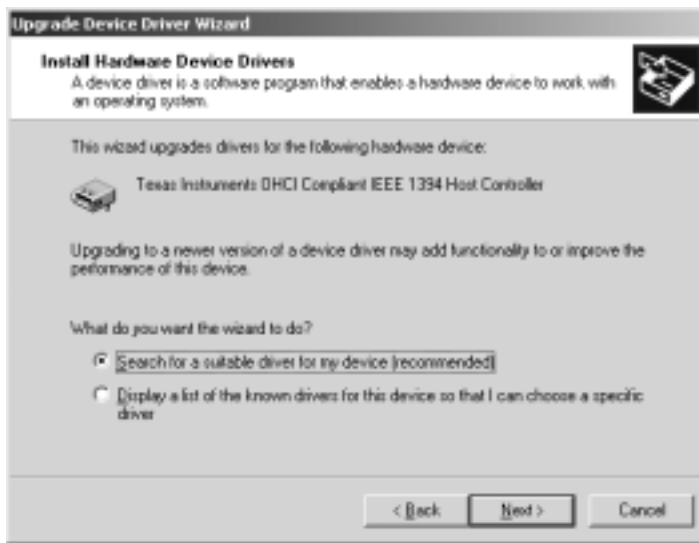 Upgrade Device Driver Wizard
Install Hardware Device Drivers
A device driver is a software program that enables a hardware device to work with
an operating system.
This wizard upgrades drivers for the following hardware device:
Texas Instruments OHCI Compliant IEEE 1394 Host Controller
Upgrading to a newer version of a device driver may add functionality to or improve the
performance of this device.
What do you want the wizard to do?
Search for a suitable driver for my device (recommended)
Display a list of the known drivers for this device so that I can choose a specific
driver
< Back Next > Cancel